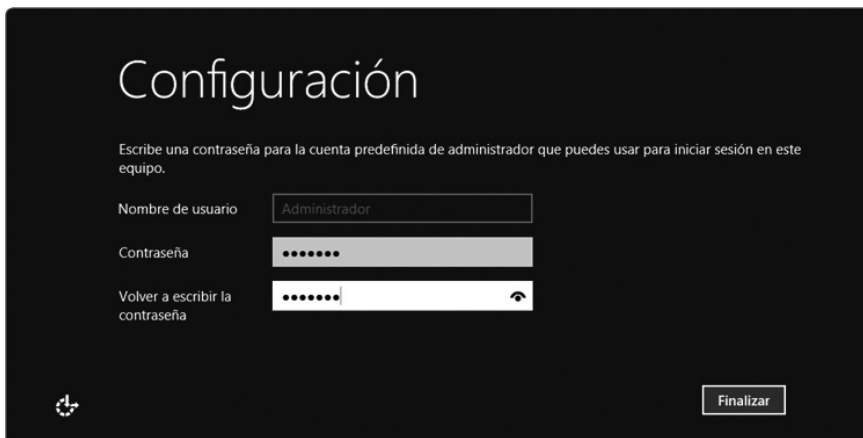 Configuración
Escribe una contraseña para la cuenta predefinida de administrador que puedes usar para iniciar sesión en este
equipo.
Nombre de usuario
Administrador
Contraseña
•••••••
Volver a escribir la
contraseña
•••••••
Finalizar